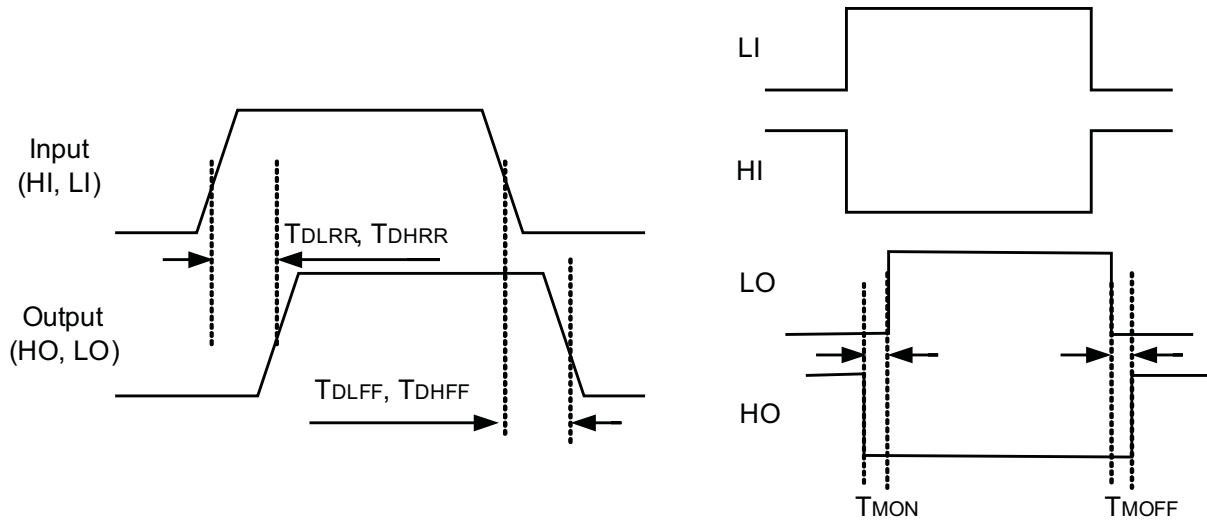 Input
(HI, LI)
TDLRR, TDHRR
Output
(HO, LO)
TDLFF, TDHFF
LI
HI
LO
HO
TMON
TMOFF